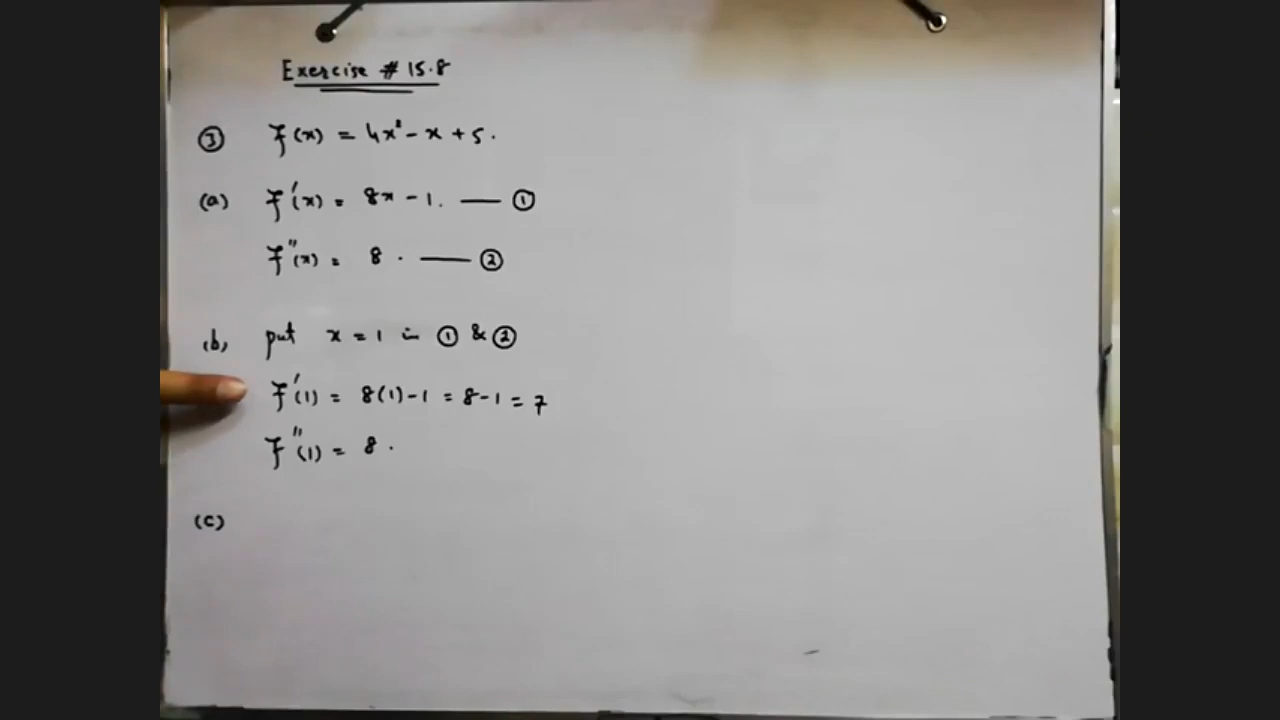 Exercise # 15.8
③ f(x) = 4x² - x + 5.
(a) f'(x) = 8x - 1. —— ①
f''(x) = 8. —— ②
(b) put x = 1 in ① & ②
f'(1) = 8(1) - 1 = 8 - 1 = 7
f''(1) = 8.
(c)